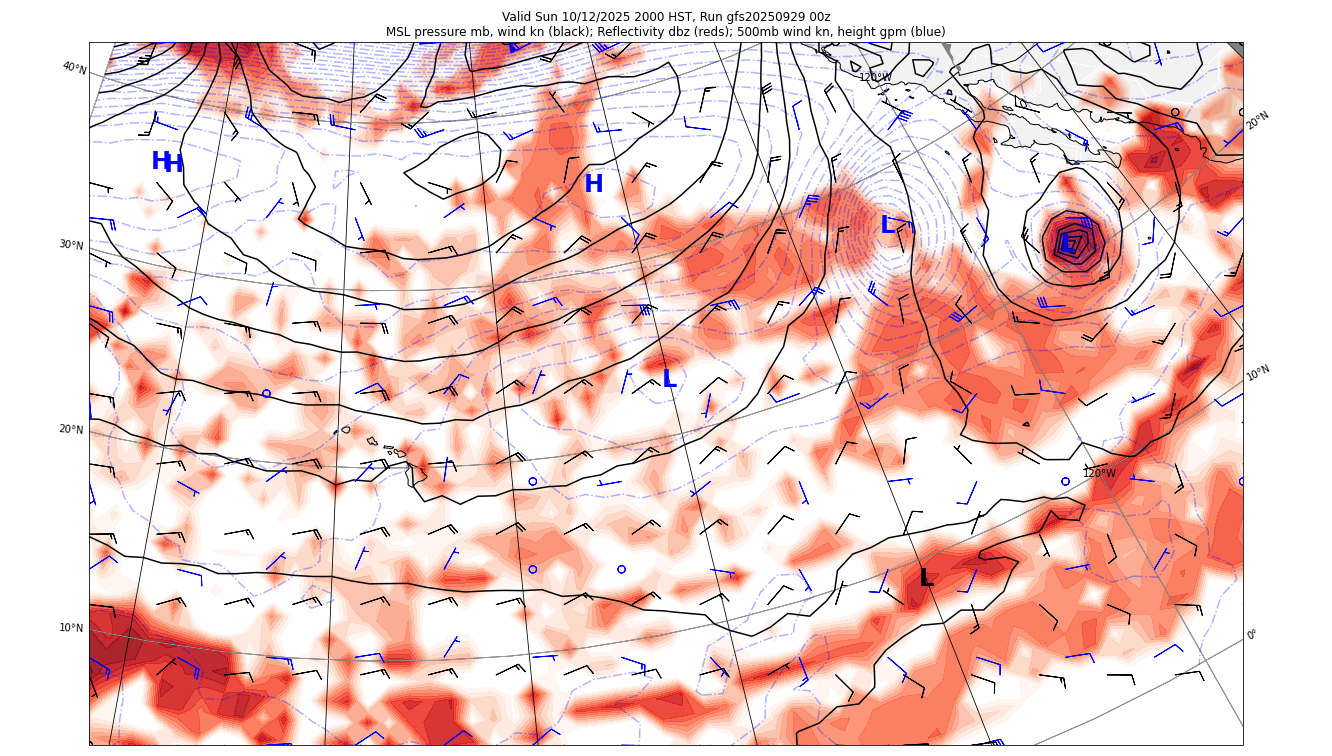 Valid Sun 10/12/2025 2000 HST, Run gfs20250929 00z
MSL pressure mb, wind kn (black); Reflectivity dbz (reds); 500mb wind kn, height gpm (blue)
40°N
120°W
20°N
H
H
H
L
30°N
L
10°N
L
20°N
120°W
L
10°N
0°